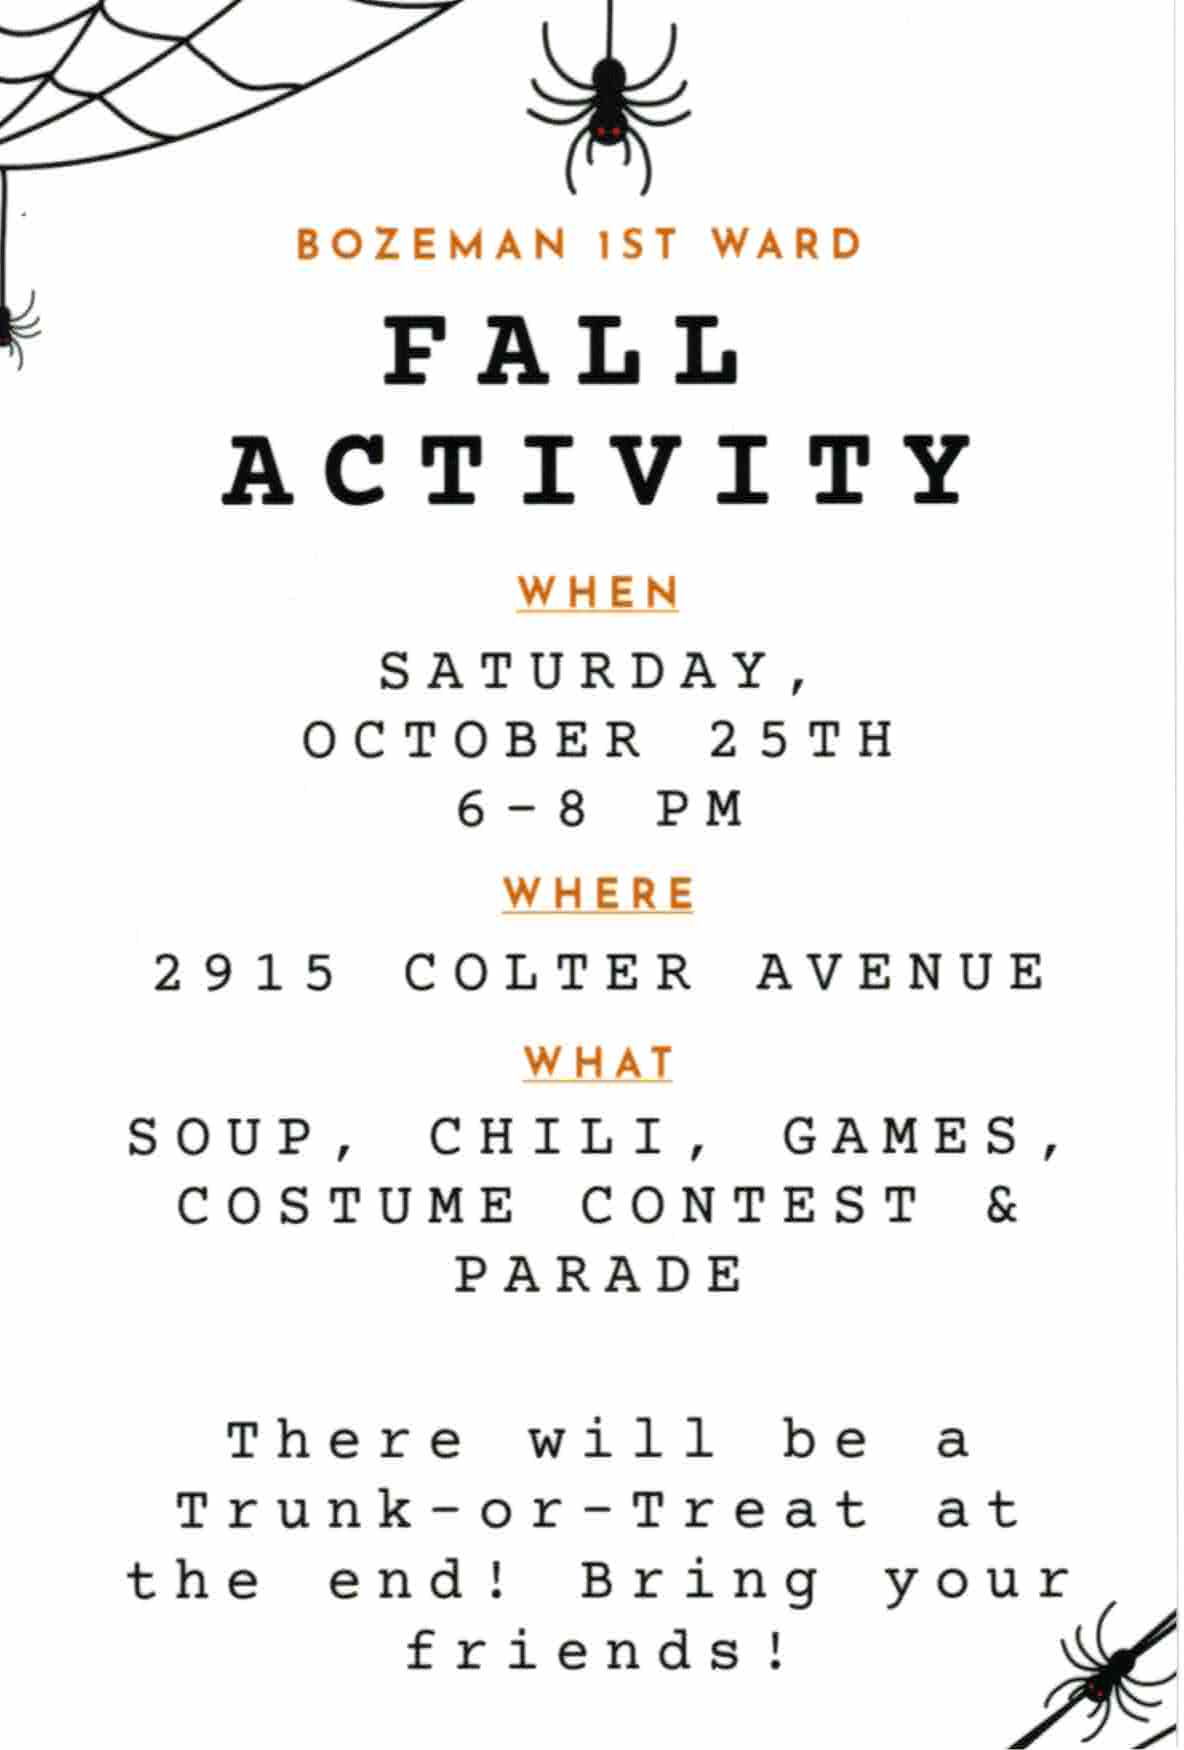 BOZEMAN 1ST WARD
FALL
ACTIVITY
WHEN
SATURDAY,
OCTOBER 25TH
6-8 PM
WHERE
2915 COLTER AVENUE
WHAT
SOUP, CHILI, GAMES,
COSTUME CONTEST &
PARADE
There will be a
Trunk-or-Treat at
the end! Bring your
friends!